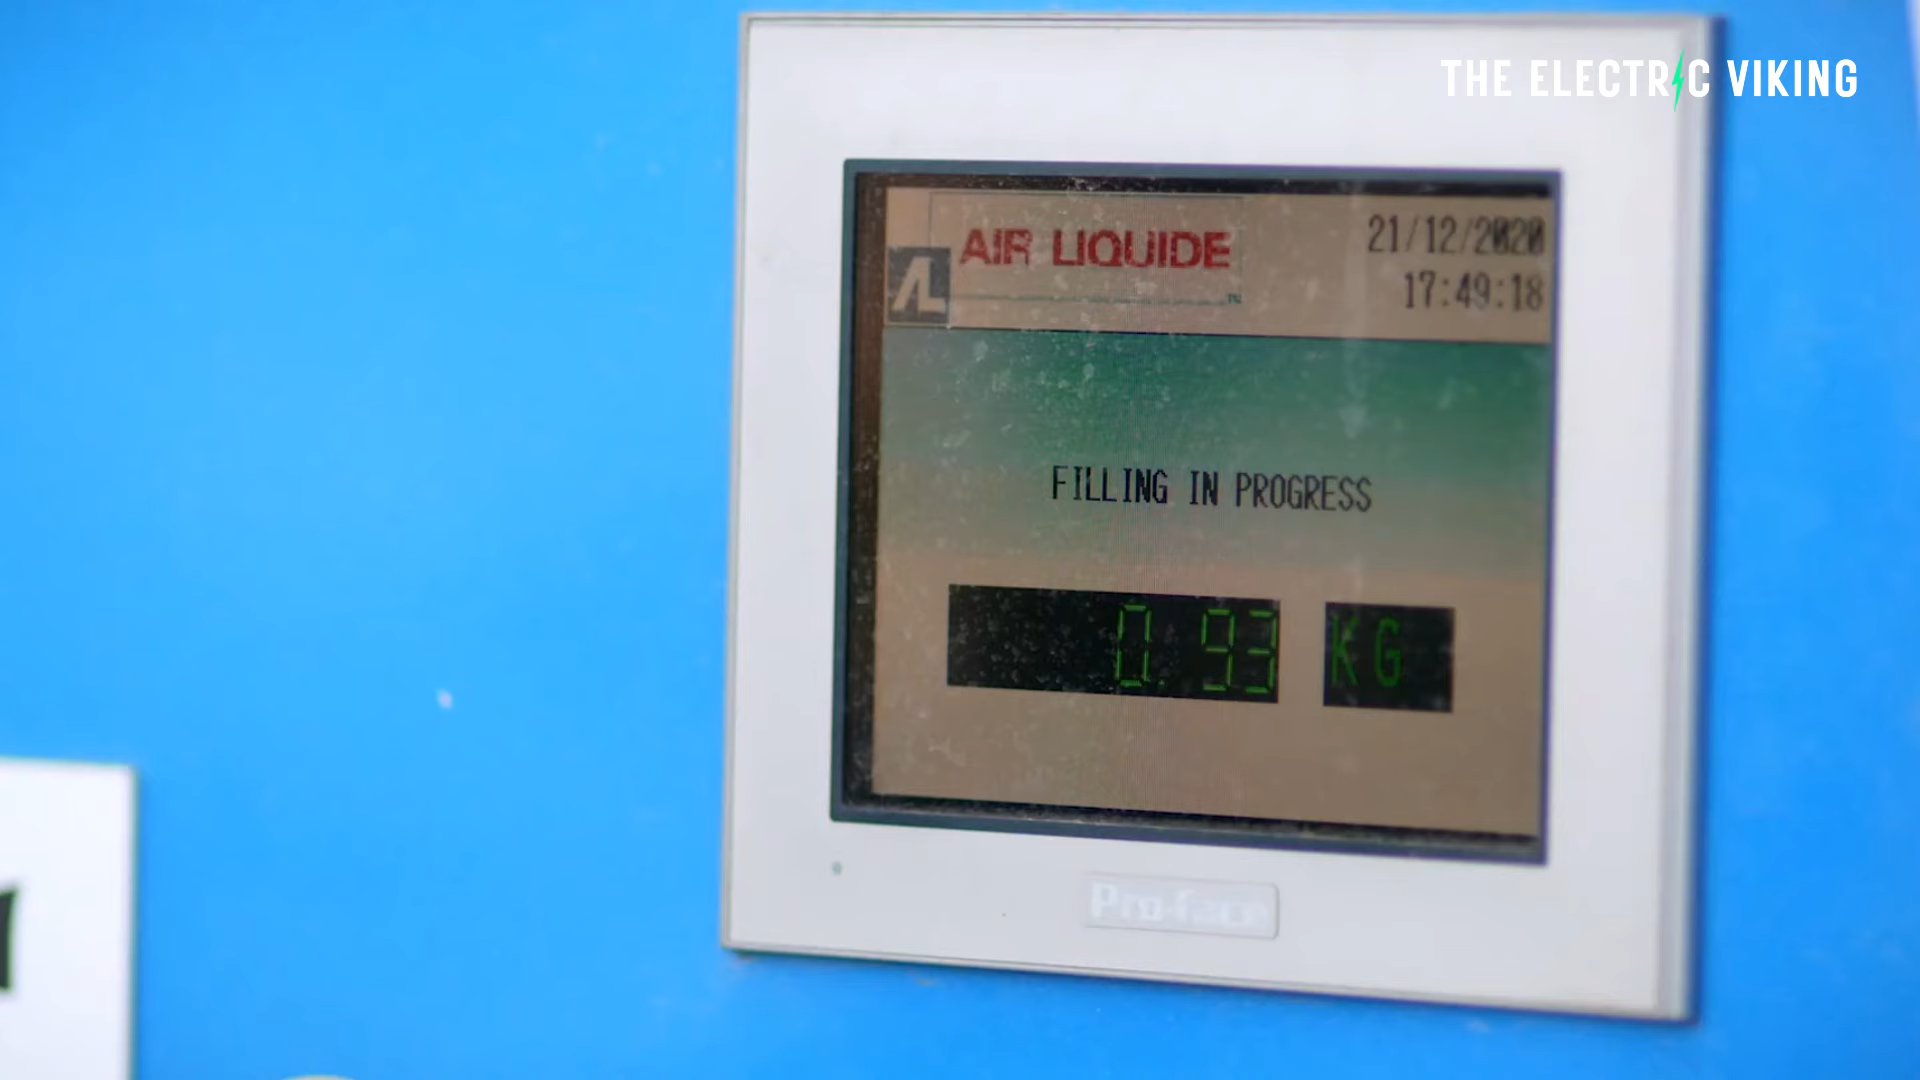 THE ELECTRIC VIKING
AIR LIQUIDE
AL
21/12/2020
17:49:18
FILLING IN PROGRESS
0.93 KG
Pro-face